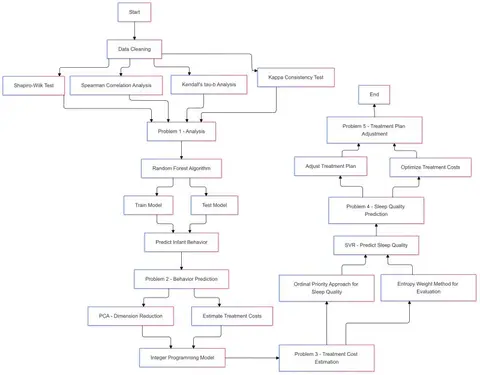 Start
Data Cleaning
Shapiro-Wilk Test
Spearman Correlation Analysis
Kendall's tau-b Analysis
Kappa Consistency Test
Problem 1 - Analysis
Random Forest Algorithm
Train Model
Test Model
Predict Infant Behavior
Problem 2 - Behavior Prediction
PCA - Dimension Reduction
Estimate Treatment Costs
Integer Programming Model
Problem 3 - Treatment Cost
Estimation
Ordinal Priority Approach for
Sleep Quality
Entropy Weight Method for
Evaluation
SVR - Predict Sleep Quality
Problem 4 - Sleep Quality
Prediction
Adjust Treatment Plan
Optimize Treatment Costs
Problem 5 - Treatment Plan
Adjustment
End